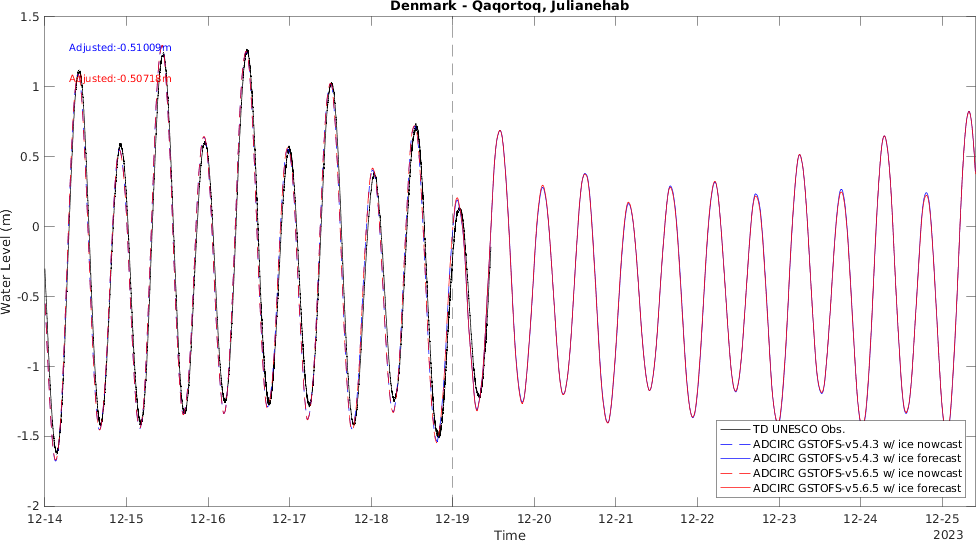 Denmark - Qaqortoq, Julianehab
1.5
1
0.5
0
-0.5
-1
-1.5
-2
Water Level (m)
Adjusted:-0.51009m
Adjusted:-0.50718m
TD UNESCO Obs.
ADCIRC GSTOFS-v5.4.3 w/ ice nowcast
ADCIRC GSTOFS-v5.4.3 w/ ice forecast
ADCIRC GSTOFS-v5.6.5 w/ ice nowcast
ADCIRC GSTOFS-v5.6.5 w/ ice forecast
12-14 12-15 12-16 12-17 12-18 12-19 12-20 12-21 12-22 12-23 12-24 12-25
Time
2023